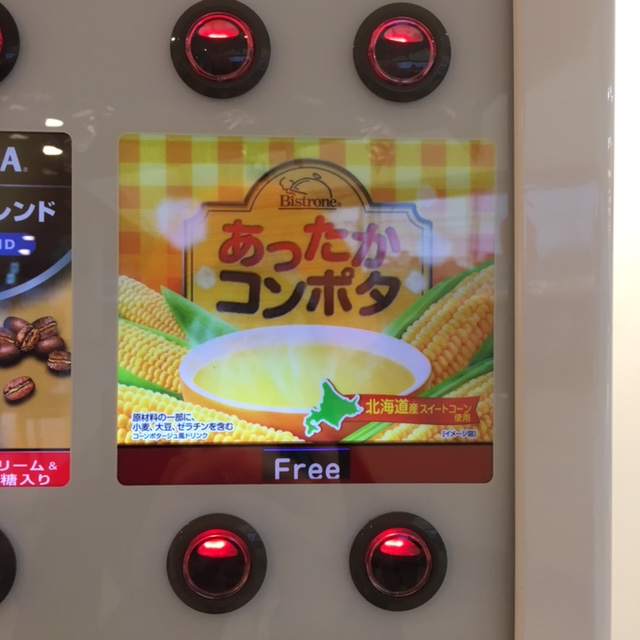 A®
レンド
ND
リーム&
糖入り
Bistrone®
あったか
コンポタ
北海道産スイートコーン
使用
原材料の一部に、
小麦、大豆、ゼラチンを含む
コーンポタージュ風ドリンク
(イメージ図)
Free